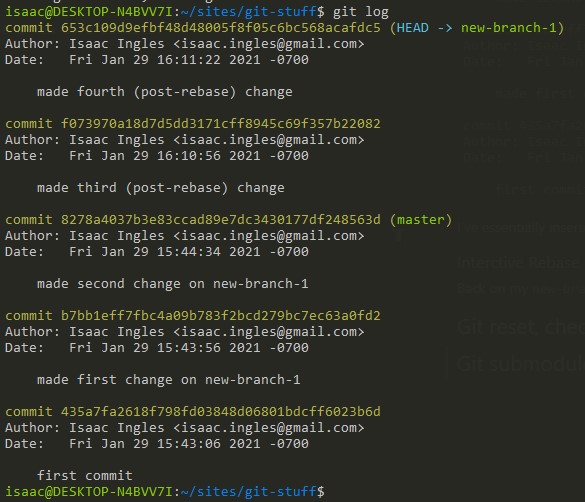 isaac@DESKTOP-N4BVV7I:~/sites/git-stuff$ git log
commit 653c109d9efbf48d48005f8f05c6bc568acafdc5 (HEAD -> new-branch-1)
Author: Isaac Ingles <isaac.ingles@gmail.com>
Date:   Fri Jan 29 16:11:22 2021 -0700
    made fourth (post-rebase) change
commit f073970a18d7d5dd3171cff8945c69f357b22082
Author: Isaac Ingles <isaac.ingles@gmail.com>
Date:   Fri Jan 29 16:10:56 2021 -0700
    made third (post-rebase) change
commit 8278a4037b3e83ccad89e7dc3430177df248563d (master)
Author: Isaac Ingles <isaac.ingles@gmail.com>
Date:   Fri Jan 29 15:44:34 2021 -0700
    made second change on new-branch-1
commit b7bb1eff7fbc4a09b783f2bcd279bc7ec63a0fd2
Author: Isaac Ingles <isaac.ingles@gmail.com>
Date:   Fri Jan 29 15:43:56 2021 -0700
    made first change on new-branch-1
commit 435a7fa2618f798fd03848d06801bdcff6023b6d
Author: Isaac Ingles <isaac.ingles@gmail.com>
Date:   Fri Jan 29 15:43:06 2021 -0700
    first commit
isaac@DESKTOP-N4BVV7I:~/sites/git-stuff$